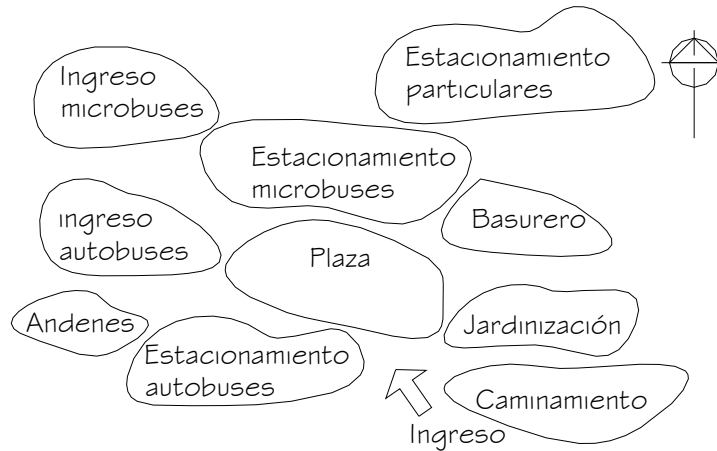 Estacionamiento
particulares
Ingreso
microbuses
Estacionamiento
microbuses
ingreso
autobuses
Basurero
Plaza
Andenes
Jardinización
Estacionamiento
autobuses
Caminamiento
Ingreso